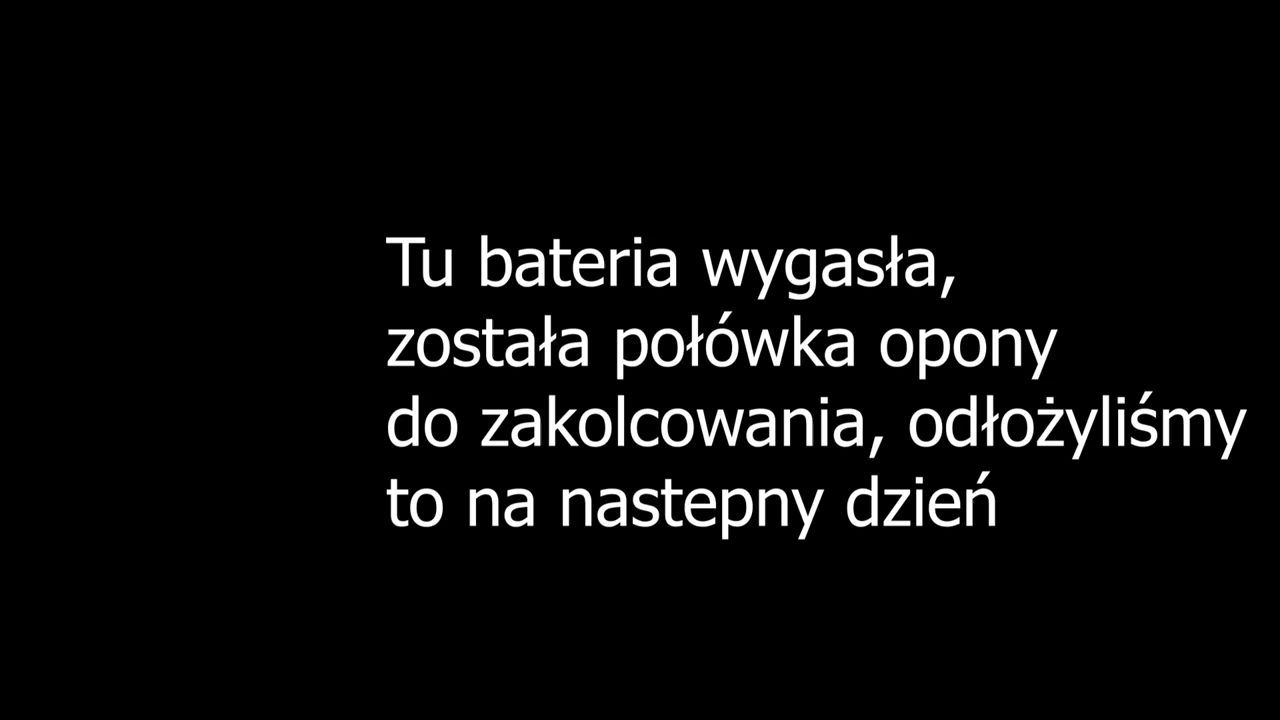 Tu bateria wygasła,
została połówka opony
do zakolcowania, odłożyliśmy
to na nastepny dzień